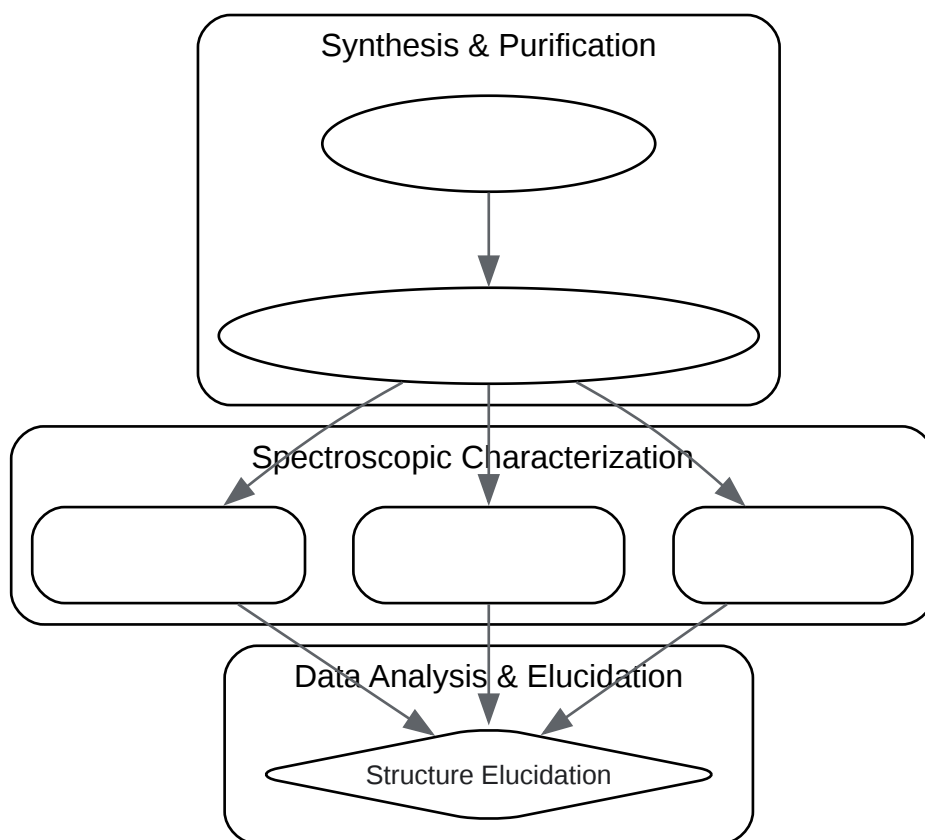 Synthesis & Purification
Spectroscopic Characterization
Data Analysis & Elucidation
Structure Elucidation